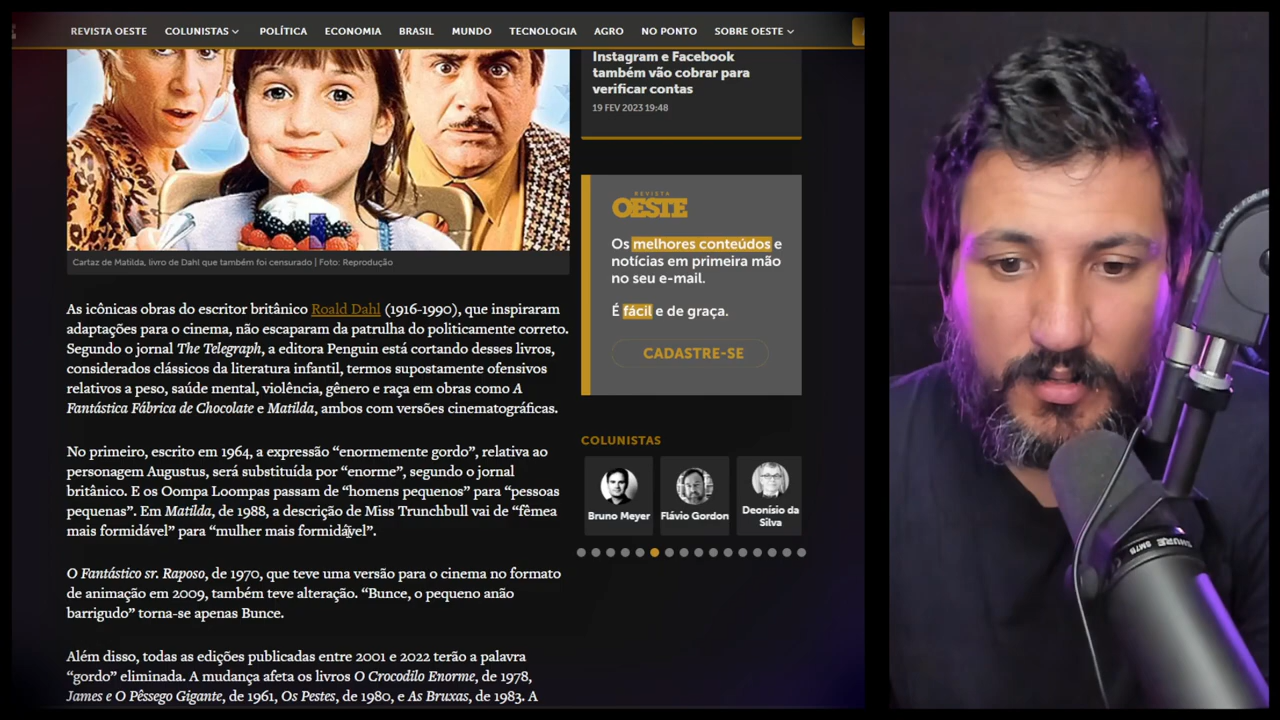 REVISTA OESTE COLUNISTAS POLÍTICA ECONOMIA BRASIL MUNDO TECNOLOGIA AGRO NO PONTO SOBRE OESTE
Cartaz de Matilda, livro de Dahl que também foi censurado | Foto: Reprodução
As icônicas obras do escritor britânico Roald Dahl (1916-1990), que inspiraram
adaptações para o cinema, não escaparam da patrulha do politicamente correto.
Segundo o jornal The Telegraph, a editora Penguin está cortando desses livros,
considerados clássicos da literatura infantil, termos supostamente ofensivos
relativos a peso, saúde mental, violência, gênero e raça em obras como A
Fantástica Fábrica de Chocolate e Matilda, ambos com versões cinematográficas.
No primeiro, escrito em 1964, a expressão “enormemente gordo”, relativa ao
personagem Augustus, será substituída por “enorme”, segundo o jornal
britânico. E os Oompa Loompas passam de “homens pequenos” para “pessoas
pequenas”. Em Matilda, de 1988, a descrição de Miss Trunchbull vai de “fêmea
mais formidável” para “mulher mais formidável”.
O Fantástico sr. Raposo, de 1970, que teve uma versão para o cinema no formato
de animação em 2009, também teve alteração. “Bunce, o pequeno anão
barrigudo” torna-se apenas Bunce.
Além disso, todas as edições publicadas entre 2001 e 2022 terão a palavra
“gordo” eliminada. A mudança afeta os livros O Crocodilo Enorme, de 1978,
James e O Pêssego Gigante, de 1961, Os Pestes, de 1980, e As Bruxas, de 1983. A
Instagram e Facebook
também vão cobrar para
verificar contas
19 FEV 2023 19:48
REVISTA
OESTE
Os melhores conteúdos e
notícias em primeira mão
no seu e-mail.
É fácil e de graça.
CADASTRE-SE
COLUNISTAS
Bruno Meyer
Flávio Gordon
Deonísio da
Silva
SHURE SM7B